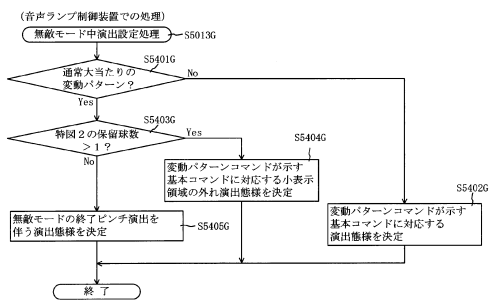 (音声ランプ制御装置での処理)
無敵モード中演出設定処理
S5013G
S5401G
通常大当たりの
変動パターン?
No
Yes
S5403G
特図2の保留球数
>1?
Yes
No
S5404G
変動パターンコマンドが示す
基本コマンドに対応する小表示
領域の外れ演出態様を決定
S5402G
変動パターンコマンドが示す
基本コマンドに対応する
演出態様を決定
無敵モードの終了ピンチ演出を
伴う演出態様を決定
S5405G
終了